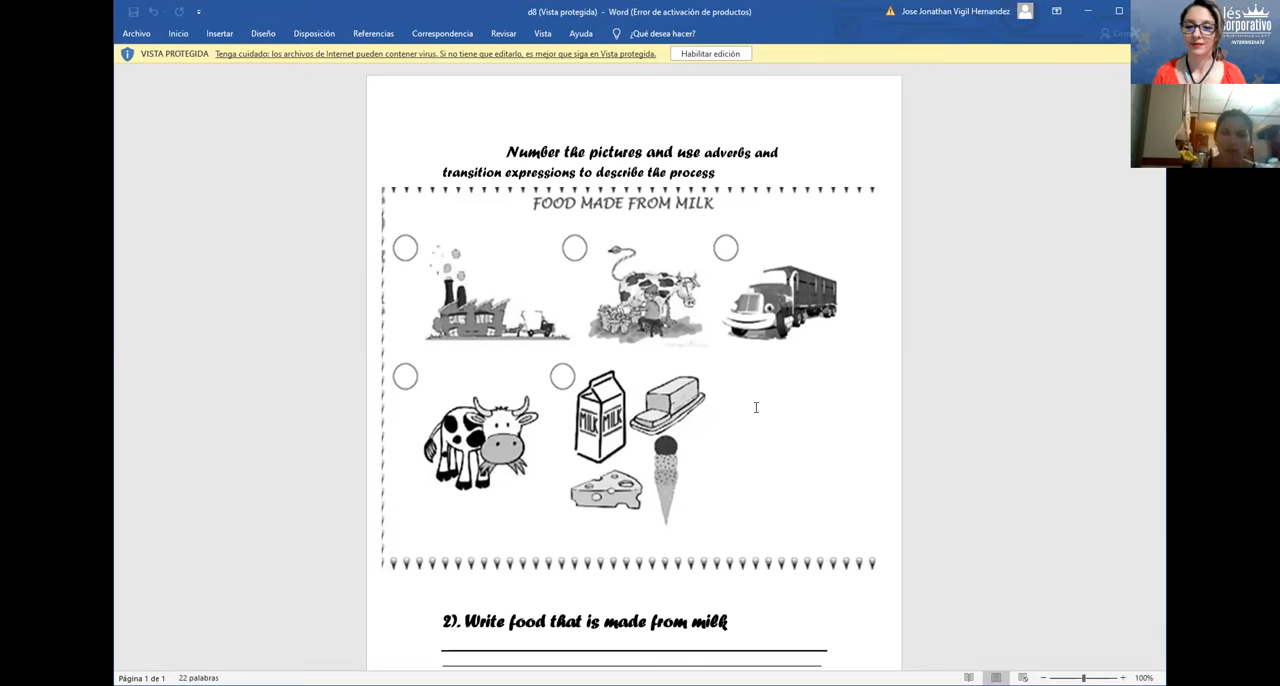 d8 (Vista protegida) - Word (Error de activación de productos)
Jose Jonathan Vigil Hernandez
Archivo Inicio Insertar Diseño Disposición Referencias Correspondencia Revisar Vista Ayuda ¿Qué desea hacer?
VISTA PROTEGIDA Tenga cuidado: los archivos de Internet pueden contener virus. Si no tiene que editarlo, es mejor que siga en Vista protegida. Habilitar edición
lés
orporativo
INTERMEDIATE
Number the pictures and use adverbs and
transition expressions to describe the process
FOOD MADE FROM MILK
MILK MILK
2). Write food that is made from milk
Página 1 de 1 22 palabras 100%